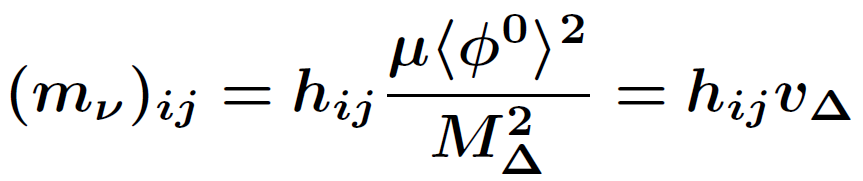 (m_ν)_{ij} = h_{ij} \frac{μ⟨ϕ^0⟩^2}{M_Δ^2} = h_{ij} v_Δ